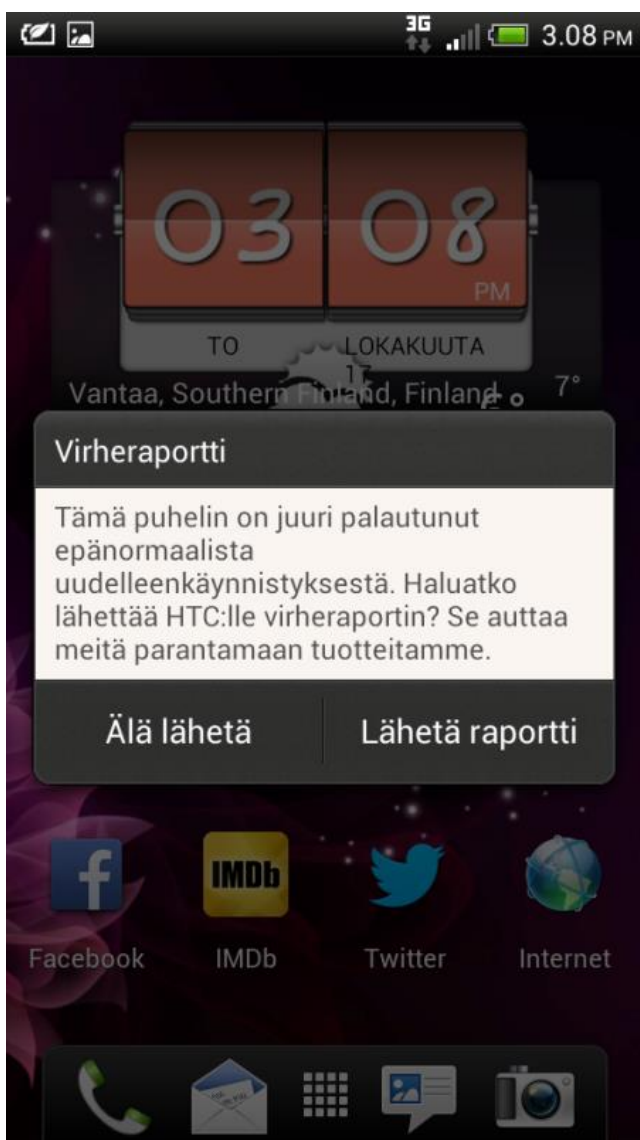 3G
3.08 PM
03 08
PM
TO LOKAKUUTA
17
Vantaa, Southern Finland, Finland
7°
Virheraportti
Tämä puhelin on juuri palautunut
epänormaalista
uudelleenkäynnistyksestä. Haluatko
lähettää HTC:lle virheraportin? Se auttaa
meitä parantamaan tuotteitamme.
Älä lähetä Lähetä raportti
f IMDb
Facebook IMDb Twitter Internet